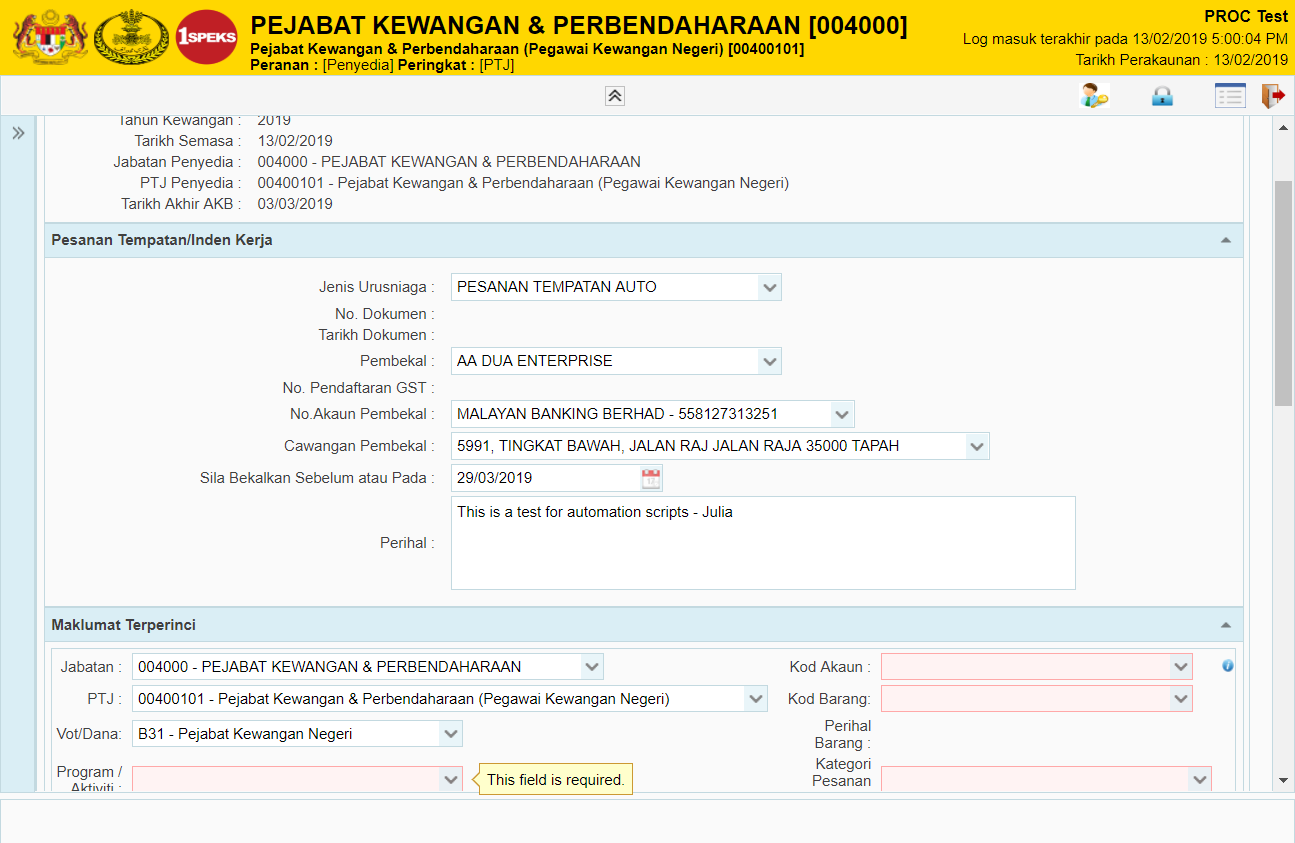 1SPEKS
PEJABAT KEWANGAN & PERBENDAHARAAN [004000]
Pejabat Kewangan & Perbendaharaan (Pegawai Kewangan Negeri) [00400101]
Peranan : [Penyedia] Peringkat : [PTJ]
PROC Test
Log masuk terakhir pada 13/02/2019 5:00:04 PM
Tarikh Perakaunan : 13/02/2019
Tahun Kewangan : 2019
Tarikh Semasa : 13/02/2019
Jabatan Penyedia : 004000 - PEJABAT KEWANGAN & PERBENDAHARAAN
PTJ Penyedia : 00400101 - Pejabat Kewangan & Perbendaharaan (Pegawai Kewangan Negeri)
Tarikh Akhir AKB : 03/03/2019
Pesanan Tempatan/Inden Kerja
Jenis Urusniaga : PESANAN TEMPATAN AUTO
No. Dokumen :
Tarikh Dokumen :
Pembekal : AA DUA ENTERPRISE
No. Pendaftaran GST :
No.Akaun Pembekal : MALAYAN BANKING BERHAD - 558127313251
Cawangan Pembekal : 5991, TINGKAT BAWAH, JALAN RAJ JALAN RAJA 35000 TAPAH
Sila Bekalkan Sebelum atau Pada : 29/03/2019
Perihal : This is a test for automation scripts - Julia
Maklumat Terperinci
Jabatan : 004000 - PEJABAT KEWANGAN & PERBENDAHARAAN
Kod Akaun :
PTJ : 00400101 - Pejabat Kewangan & Perbendaharaan (Pegawai Kewangan Negeri)
Kod Barang:
Vot/Dana: B31 - Pejabat Kewangan Negeri
Perihal
Barang :
Program /
Aktiviti :
This field is required.
Kategori
Pesanan